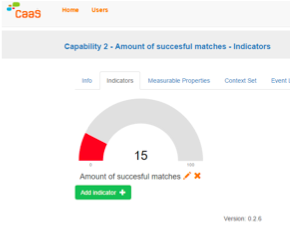 CaaS
Home Users
Capability 2 - Amount of succesful matches - Indicators
Info Indicators Measurable Properties Context Set Event
15
0 100
Amount of succesful matches
Add indicator +
Version: 0.2.6